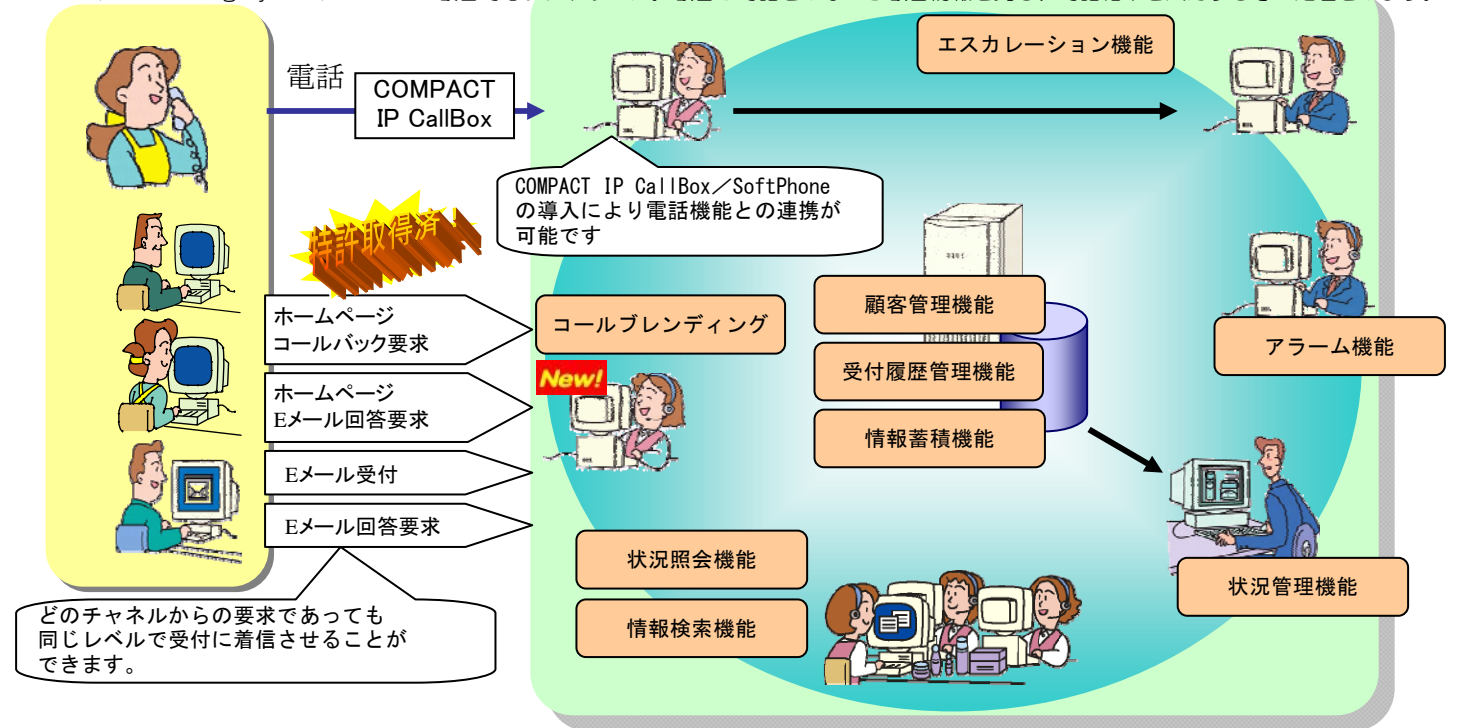 電話
COMPACT
IP CallBox
エスカレーション機能
COMPACT IP CallBox／SoftPhone
の導入により電話機能との連携が
可能です
特許取得済！
ホームページ
コールバック要求
コールブレンディング
New!
ホームページ
Eメール回答要求
Eメール受付
Eメール回答要求
顧客管理機能
受付履歴管理機能
情報蓄積機能
アラーム機能
状況照会機能
情報検索機能
状況管理機能
どのチャネルからの要求であっても
同じレベルで受付に着信させることが
できます。